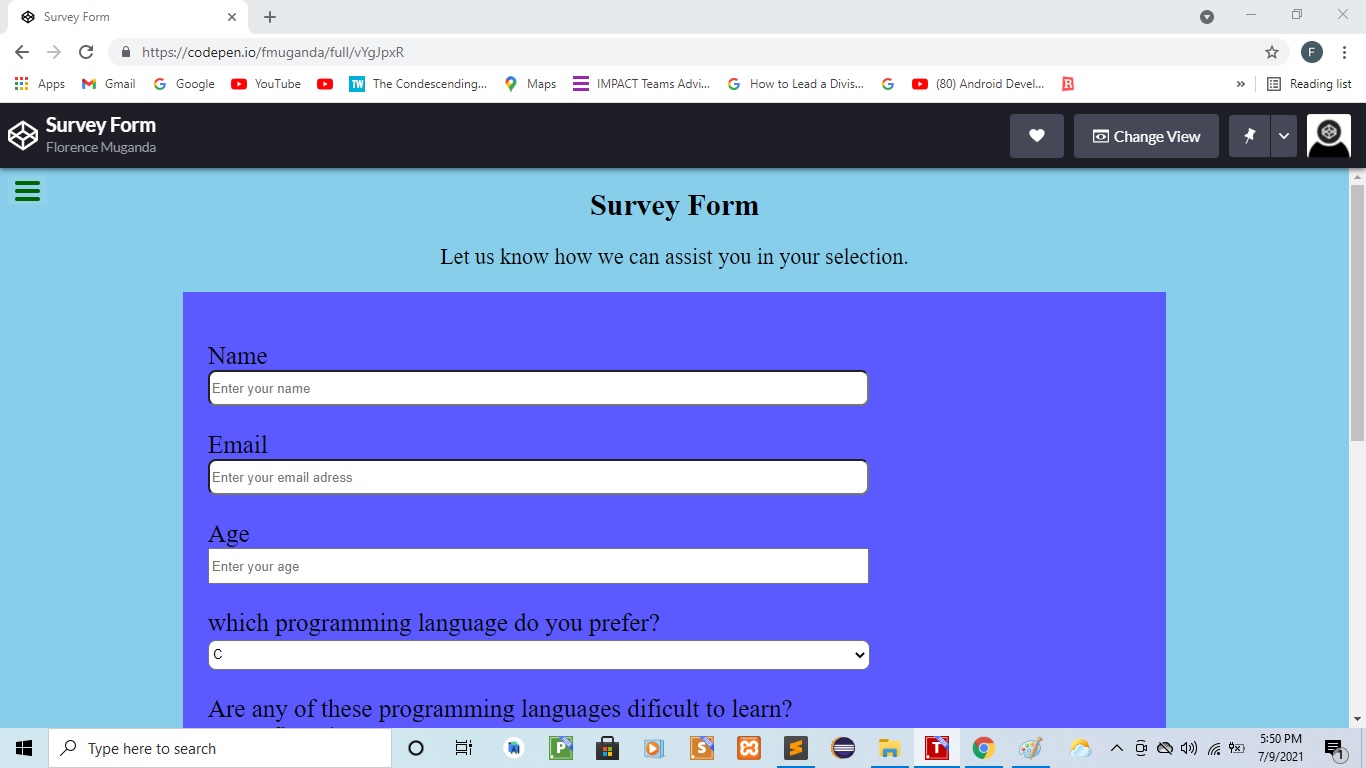 Survey Form
https://codepen.io/fmuganda/full/vYgJpxR
F
Apps Gmail Google YouTube TW The Condescending... Maps IMPACT Teams Advi... How to Lead a Divis... (80) Android Devel... R » Reading list
Survey Form
Florence Muganda
Change View
Survey Form
Let us know how we can assist you in your selection.
Name
Enter your name
Email
Enter your email adress
Age
Enter your age
which programming language do you prefer?
C
Are any of these programming languages dificult to learn?
Type here to search
5:50 PM
7/9/2021
1